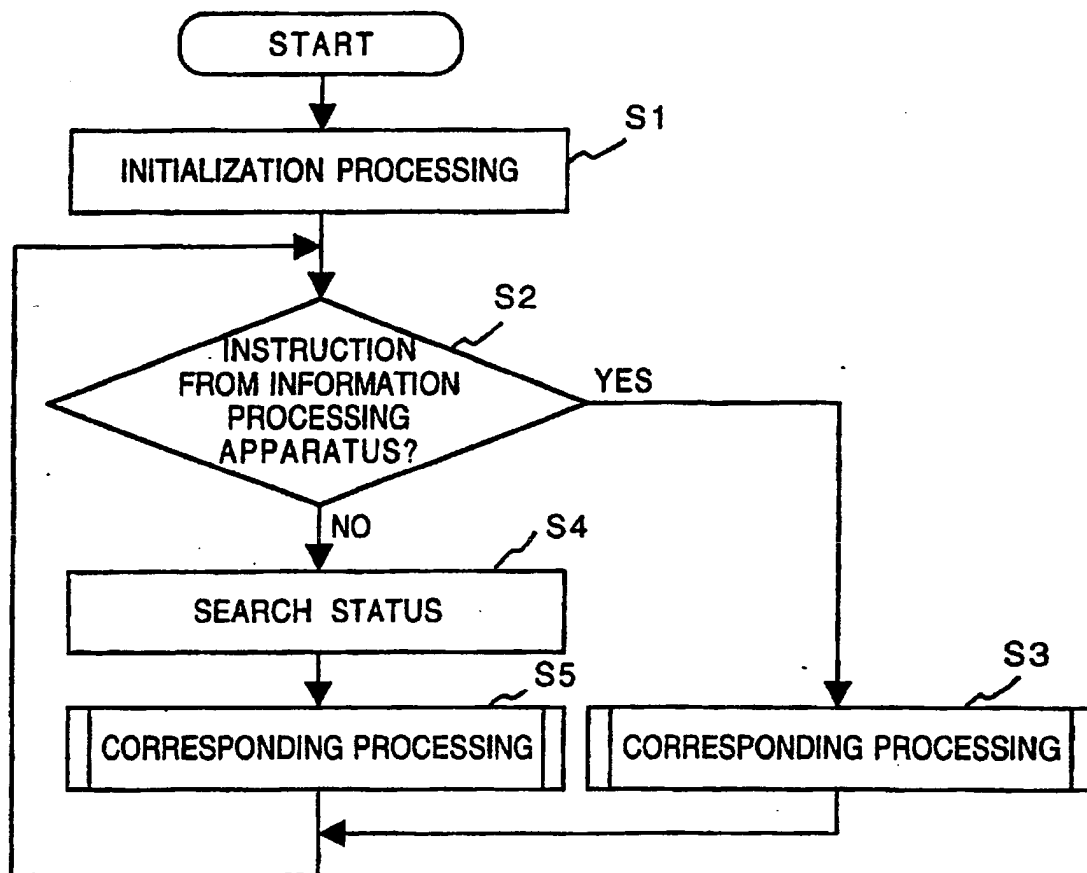 START
S1
INITIALIZATION PROCESSING
S2
INSTRUCTION
FROM INFORMATION
PROCESSING
APPARATUS?
YES
NO
S4
SEARCH STATUS
S5
CORRESPONDING PROCESSING
S3
CORRESPONDING PROCESSING